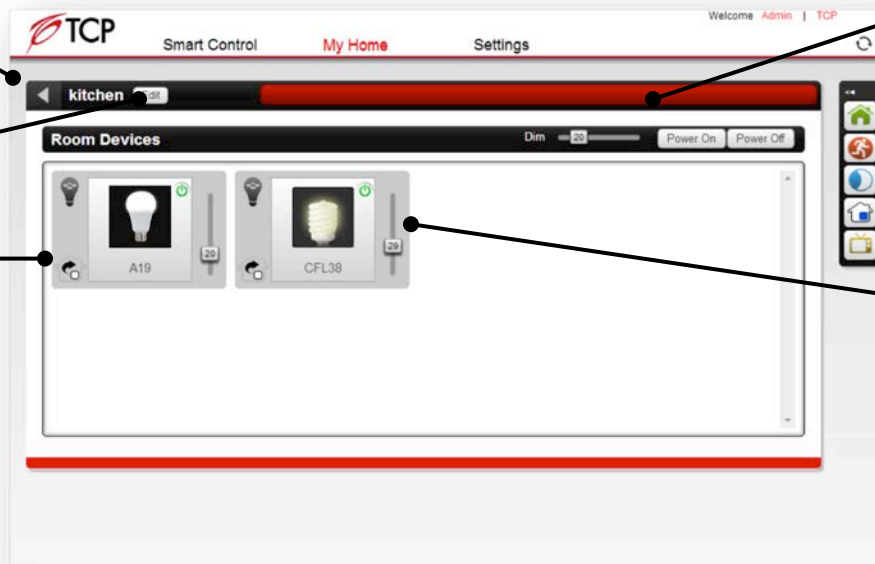 Welcome Admin | TCP
TCP
Smart Control My Home Settings
kitchen Edit
Room Devices Dim 20 Power On Power Off
20 29
A19 CFL38